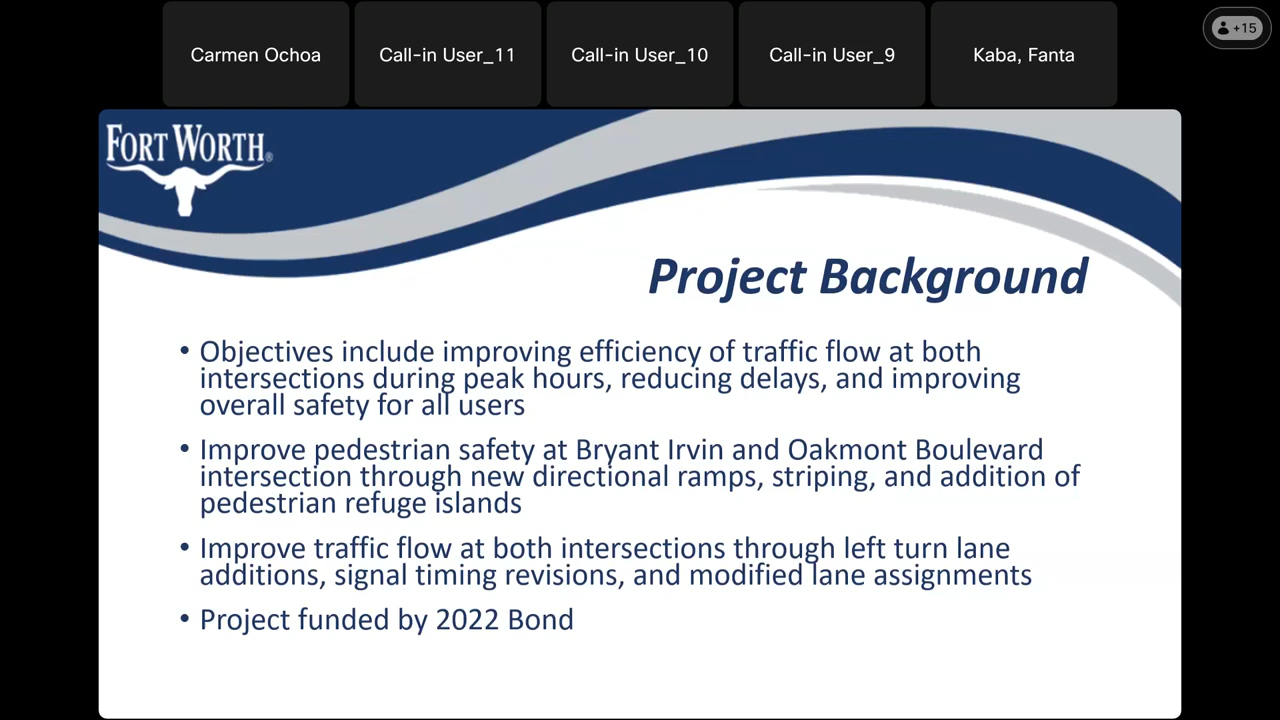 Carmen Ochoa
Call-in User_11
Call-in User_10
Call-in User_9
Kaba, Fanta
+15
FORT WORTH®
Project Background
• Objectives include improving efficiency of traffic flow at both
intersections during peak hours, reducing delays, and improving
overall safety for all users
• Improve pedestrian safety at Bryant Irvin and Oakmont Boulevard
intersection through new directional ramps, striping, and addition of
pedestrian refuge islands
• Improve traffic flow at both intersections through left turn lane
additions, signal timing revisions, and modified lane assignments
• Project funded by 2022 Bond